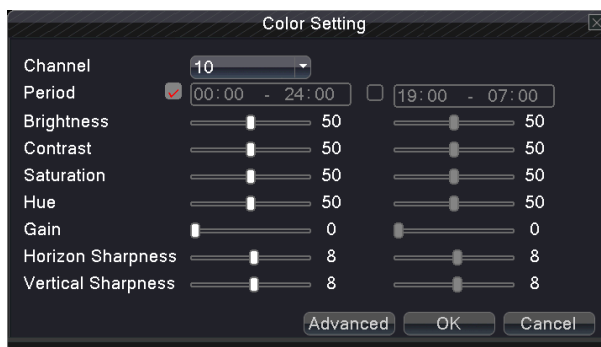 Color Setting
Channel 10
Period 00:00 - 24:00 19:00 - 07:00
Brightness 50 50
Contrast 50 50
Saturation 50 50
Hue 50 50
Gain 0 0
Horizon Sharpness 8 8
Vertical Sharpness 8 8
Advanced OK Cancel